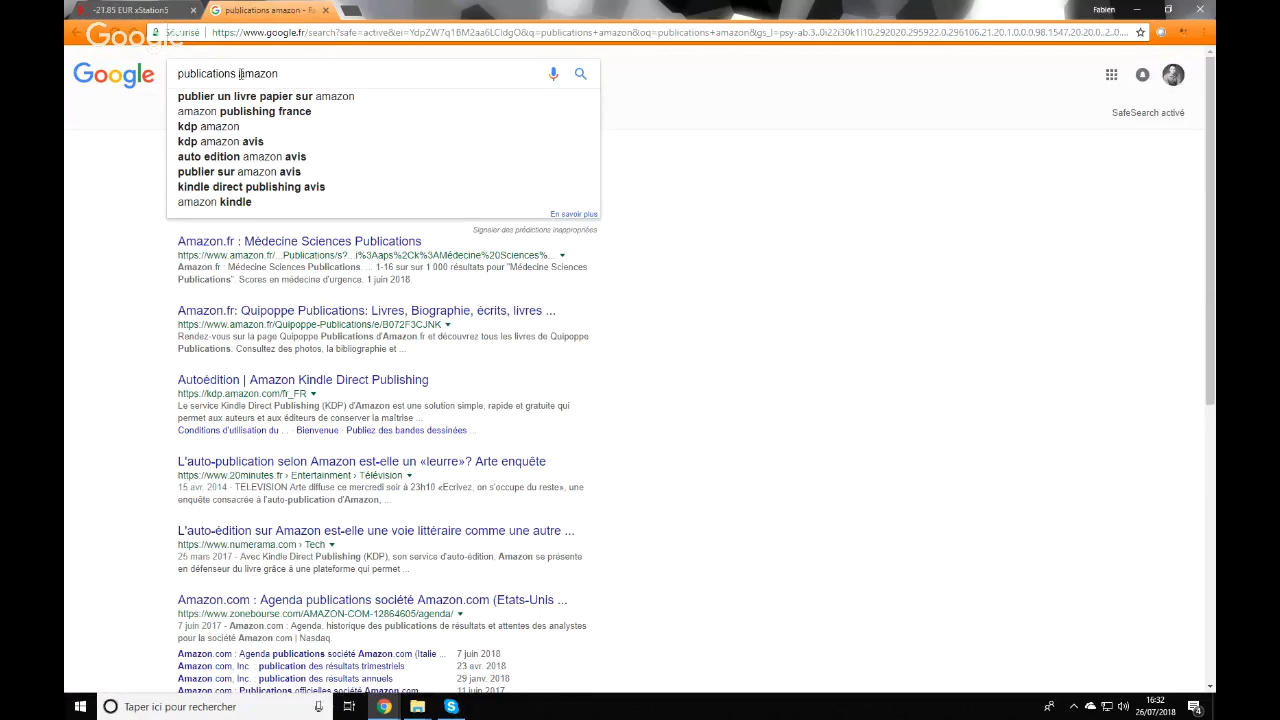 -21.85 EUR xStation5
publications amazon - Re
Fabien
Google
Sécurisé
https://www.google.fr/search?safe=active&ei=YdpZW7q1BM2aa6LCidgO&q=publications+amazon&oq=publications+amazon&gs_l=psy-ab.3..0i22i30k1l10.292020.295922.0.296106.21.20.1.0.0.0.98.1547.20.20.0..2..0...
Google
publications amazon
publier un livre papier sur amazon
amazon publishing france
kdp amazon
kdp amazon avis
auto edition amazon avis
publier sur amazon avis
kindle direct publishing avis
amazon kindle
En savoir plus
Signaler des prédictions inappropriées
SafeSearch activé
Amazon.fr : Médecine Sciences Publications
https://www.amazon.fr/...Publications/s?...i%3Aaps%2Ck%3AMédecine%20Sciences%...
Amazon.fr : Médecine Sciences Publications. ... 1-16 sur sur 1 000 résultats pour "Médecine Sciences
Publications". Scores en médecine d'urgence. 1 juin 2018.
Amazon.fr: Quipoppe Publications: Livres, Biographie, écrits, livres ...
https://www.amazon.fr/Quipoppe-Publications/e/B072F3CJNK
Rendez-vous sur la page Quipoppe Publications d'Amazon.fr et découvrez tous les livres de Quipoppe
Publications. Consultez des photos, la bibliographie et ...
Autoédition | Amazon Kindle Direct Publishing
https://kdp.amazon.com/fr_FR
Le service Kindle Direct Publishing (KDP) d'Amazon est une solution simple, rapide et gratuite qui
permet aux auteurs et aux éditeurs de conserver la maîtrise ...
Conditions d'utilisation du ... · Bienvenue · Publiez des bandes dessinées ...
L'auto-publication selon Amazon est-elle un «leurre»? Arte enquête
https://www.20minutes.fr › Entertainment › Télévision
15 avr. 2014 - TELEVISION Arte diffuse ce mercredi soir à 23h10 «Ecrivez, on s'occupe du reste», une
enquête consacrée à l'auto-publication d'Amazon, ...
L'auto-édition sur Amazon est-elle une voie littéraire comme une autre ...
https://www.numerama.com › Tech
25 mars 2017 - Avec Kindle Direct Publishing (KDP), son service d'auto-édition, Amazon se présente
en défenseur du livre grâce à une plateforme qui permet ...
Amazon.com : Agenda publications société Amazon.com (Etats-Unis ...
https://www.zonebourse.com/AMAZON-COM-12864605/agenda/
7 juin 2017 - Amazon.com : Agenda, historique des publications de résultats et attentes des analystes
pour la société Amazon.com | Nasdaq.
Amazon.com : Agenda publications société Amazon.com (Italie ... 7 juin 2018
Amazon com, Inc. : publication des résultats trimestriels 23 avr. 2018
Amazon com, Inc. : publication des résultats annuels 29 janv. 2018
Amazon.com : Publications officielles société Amazon.com 11 juin 2017
Taper ici pour rechercher
16:32
26/07/2018
4